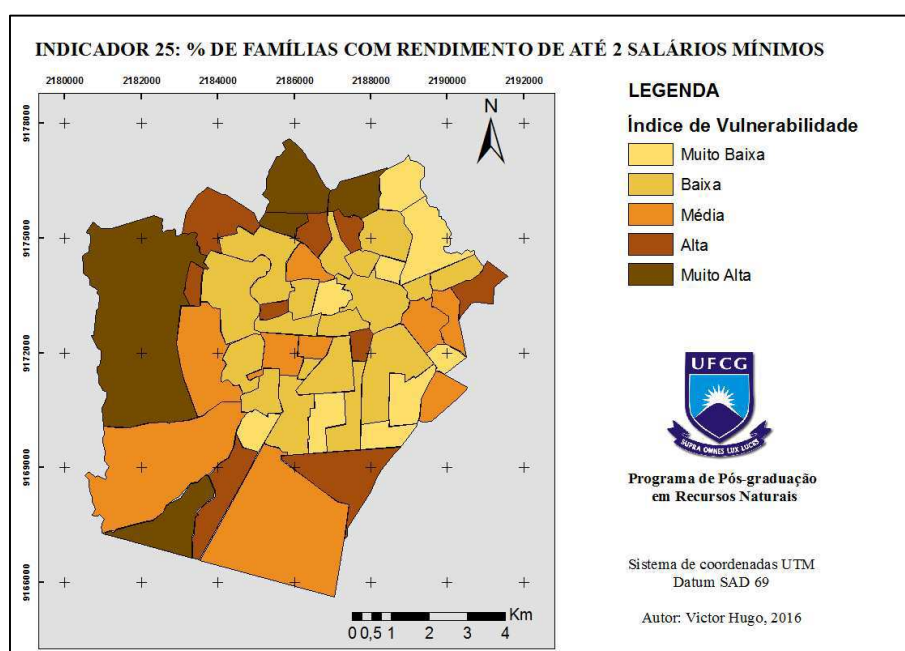 INDICADOR 25: % DE FAMÍLIAS COM RENDIMENTO DE ATÉ 2 SALÁRIOS MÍNIMOS
2180000 2182000 2184000 2186000 2188000 2190000 2192000
9178000
9175000
9172000
9169000
9166000
N
Km
0 0,5 1 2 3 4
LEGENDA
Índice de Vulnerabilidade
Muito Baixa
Baixa
Média
Alta
Muito Alta
UFCG
SUPRA OMNES LUX LUCES
Programa de Pós-graduação
em Recursos Naturais
Sistema de coordenadas UTM
Datum SAD 69
Autor: Victor Hugo, 2016